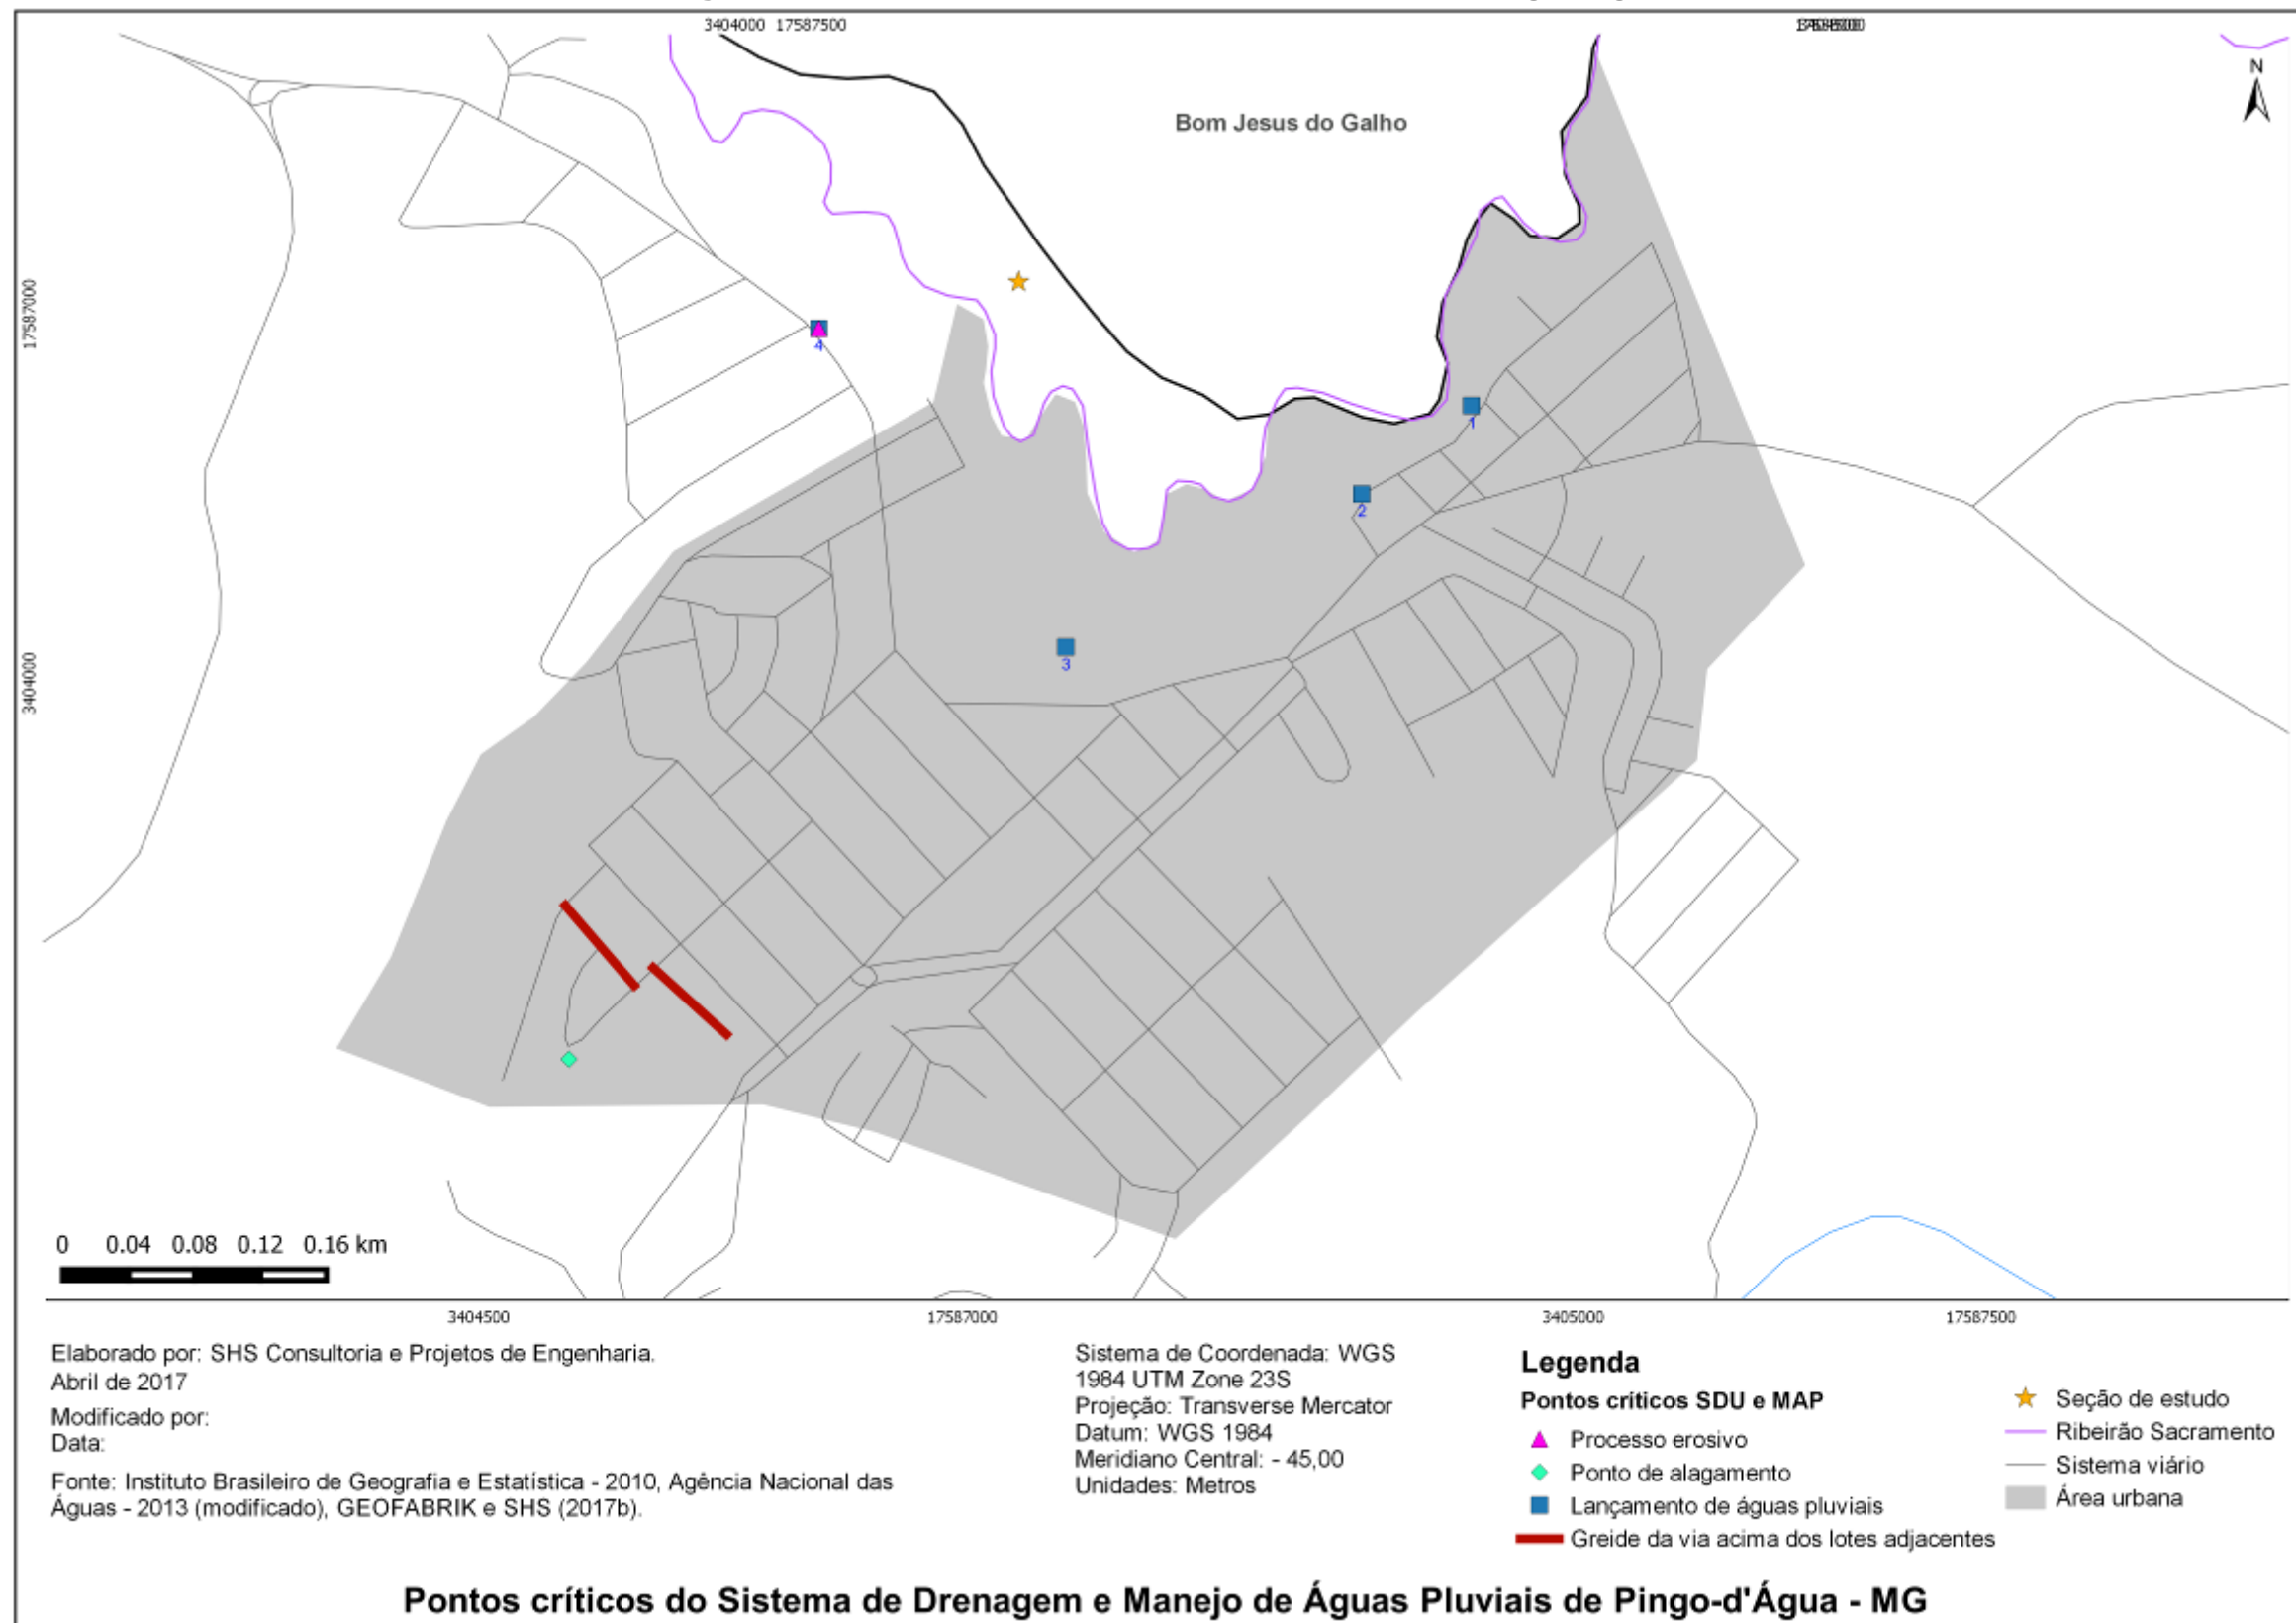 3404000 17587500
Bom Jesus do Galho
N
17587000
3404000
4
1
2
3
0 0.04 0.08 0.12 0.16 km
3404500 17587000 3405000 17587500
Elaborado por: SHS Consultoria e Projetos de Engenharia.
Abril de 2017
Modificado por:
Data:
Fonte: Instituto Brasileiro de Geografia e Estatística - 2010, Agência Nacional das
Águas - 2013 (modificado), GEOFABRIK e SHS (2017b).
Sistema de Coordenada: WGS
1984 UTM Zone 23S
Projeção: Transverse Mercator
Datum: WGS 1984
Meridiano Central: - 45,00
Unidades: Metros
Legenda
Pontos críticos SDU e MAP
Processo erosivo
Ponto de alagamento
Lançamento de águas pluviais
Greide da via acima dos lotes adjacentes
Seção de estudo
Ribeirão Sacramento
Sistema viário
Área urbana
Pontos críticos do Sistema de Drenagem e Manejo de Águas Pluviais de Pingo-d'Água - MG